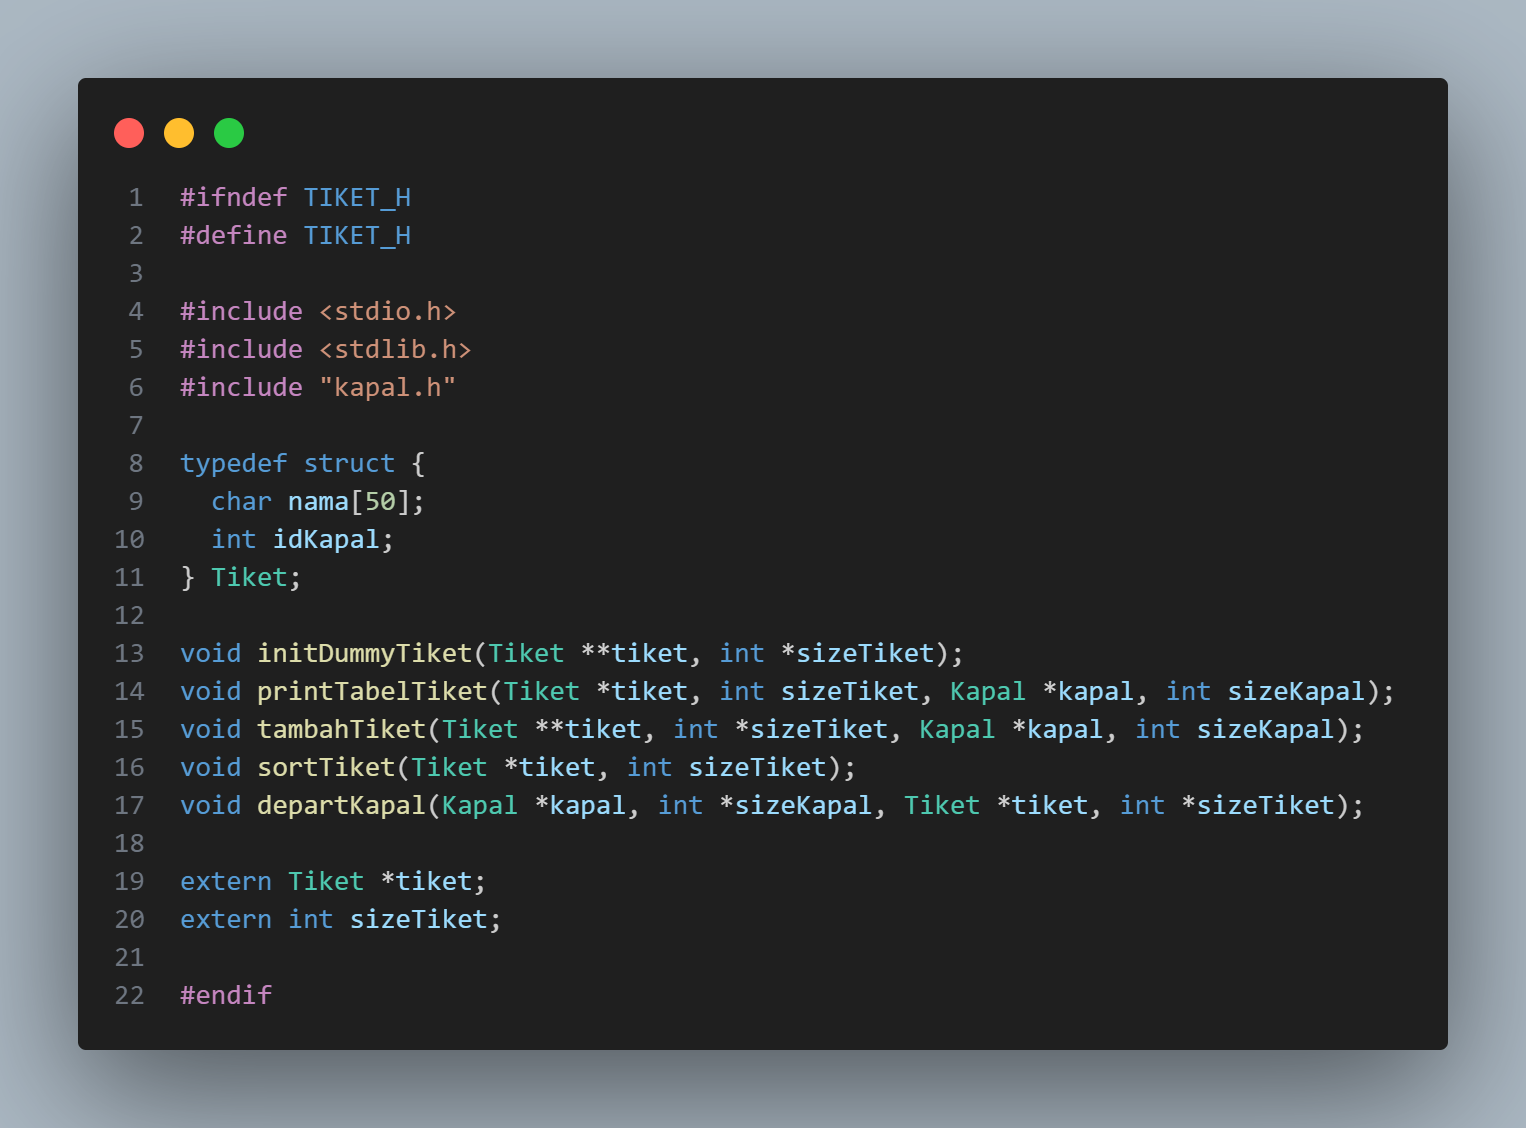 1 #ifndef TIKET_H
2 #define TIKET_H
3
4 #include <stdio.h>
5 #include <stdlib.h>
6 #include "kapal.h"
7
8 typedef struct {
9   char nama[50];
10   int idKapal;
11 } Tiket;
12
13 void initDummyTiket(Tiket **tiket, int *sizeTiket);
14 void printTabelTiket(Tiket *tiket, int sizeTiket, Kapal *kapal, int sizeKapal);
15 void tambahTiket(Tiket **tiket, int *sizeTiket, Kapal *kapal, int sizeKapal);
16 void sortTiket(Tiket *tiket, int sizeTiket);
17 void departKapal(Kapal *kapal, int *sizeKapal, Tiket *tiket, int *sizeTiket);
18
19 extern Tiket *tiket;
20 extern int sizeTiket;
21
22 #endif